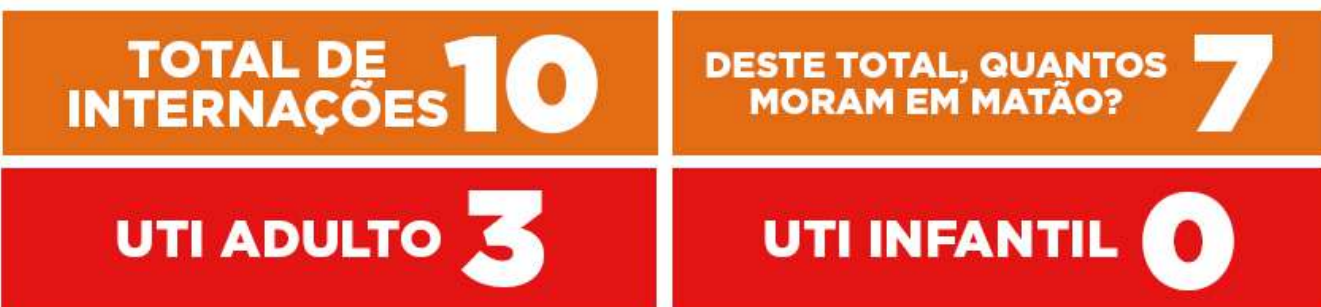 TOTAL DE
INTERNAÇÕES 10
DESTE TOTAL, QUANTOS
MORAM EM MATÃO? 7
UTI ADULTO 3
UTI INFANTIL 0